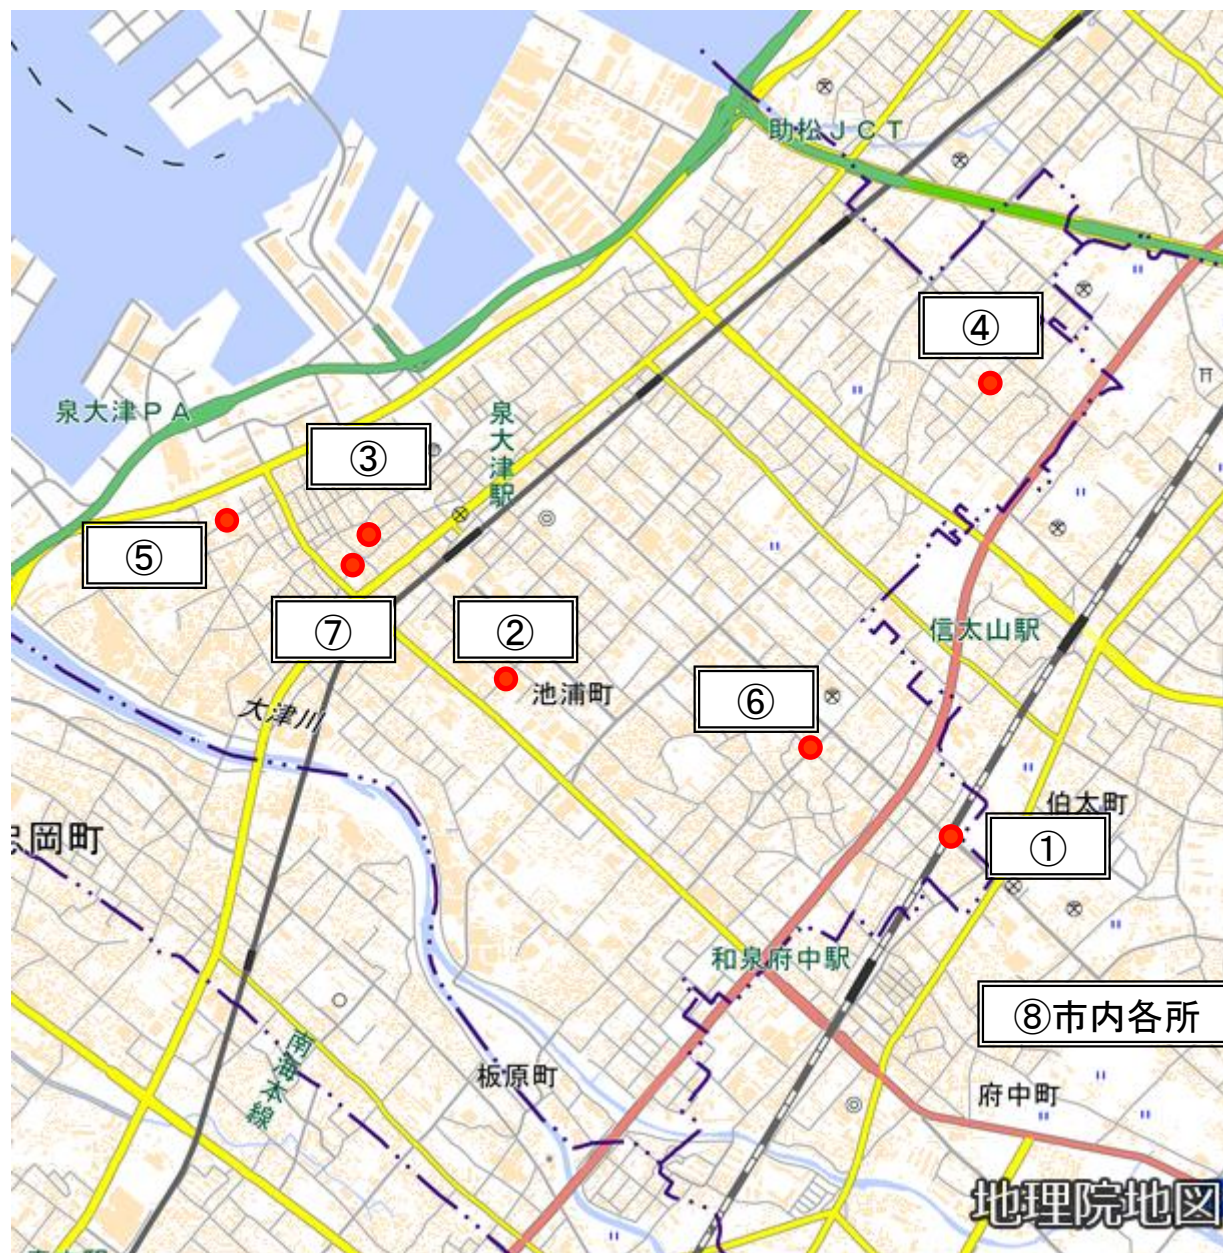 助松JCT
④
泉大津PA
泉大津駅
③
⑤
⑦
②
信太山駅
池浦町
⑥
大津川
伯太町
①
岡町
和泉府中駅
⑧市内各所
南海本線
板原町
府中町
地理院地図